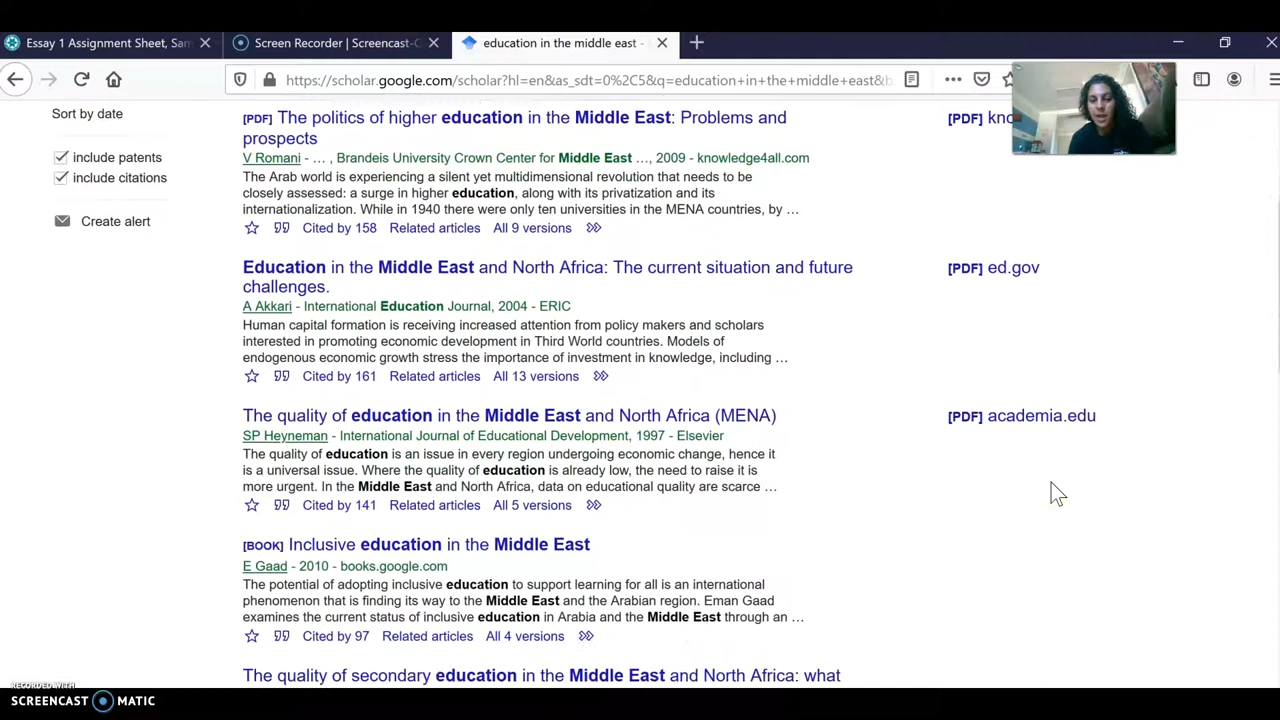 Essay 1 Assignment Sheet, Sam
Screen Recorder | Screencast-O
education in the middle east -
https://scholar.google.com/scholar?hl=en&as_sdt=0%2C5&q=education+in+the+middle east&b
Sort by date
include patents
include citations
Create alert
[PDF] The politics of higher education in the Middle East: Problems and
prospects
[PDF] kno
V Romani - … , Brandeis University Crown Center for Middle East …, 2009 - knowledge4all.com
The Arab world is experiencing a silent yet multidimensional revolution that needs to be
closely assessed: a surge in higher education, along with its privatization and its
internationalization. While in 1940 there were only ten universities in the MENA countries, by …
Cited by 158 Related articles All 9 versions
Education in the Middle East and North Africa: The current situation and future
challenges.
[PDF] ed.gov
A Akkari - International Education Journal, 2004 - ERIC
Human capital formation is receiving increased attention from policy makers and scholars
interested in promoting economic development in Third World countries. Models of
endogenous economic growth stress the importance of investment in knowledge, including …
Cited by 161 Related articles All 13 versions
The quality of education in the Middle East and North Africa (MENA)
[PDF] academia.edu
SP Heyneman - International Journal of Educational Development, 1997 - Elsevier
The quality of education is an issue in every region undergoing economic change, hence it
is a universal issue. Where the quality of education is already low, the need to raise it is
more urgent. In the Middle East and North Africa, data on educational quality are scarce …
Cited by 141 Related articles All 5 versions
[BOOK] Inclusive education in the Middle East
E Gaad - 2010 - books.google.com
The potential of adopting inclusive education to support learning for all is an international
phenomenon that is finding its way to the Middle East and the Arabian region. Eman Gaad
examines the current status of inclusive education in Arabia and the Middle East through an …
Cited by 97 Related articles All 4 versions
The quality of secondary education in the Middle East and North Africa: what
RECORDED WITH
SCREENCAST MATIC